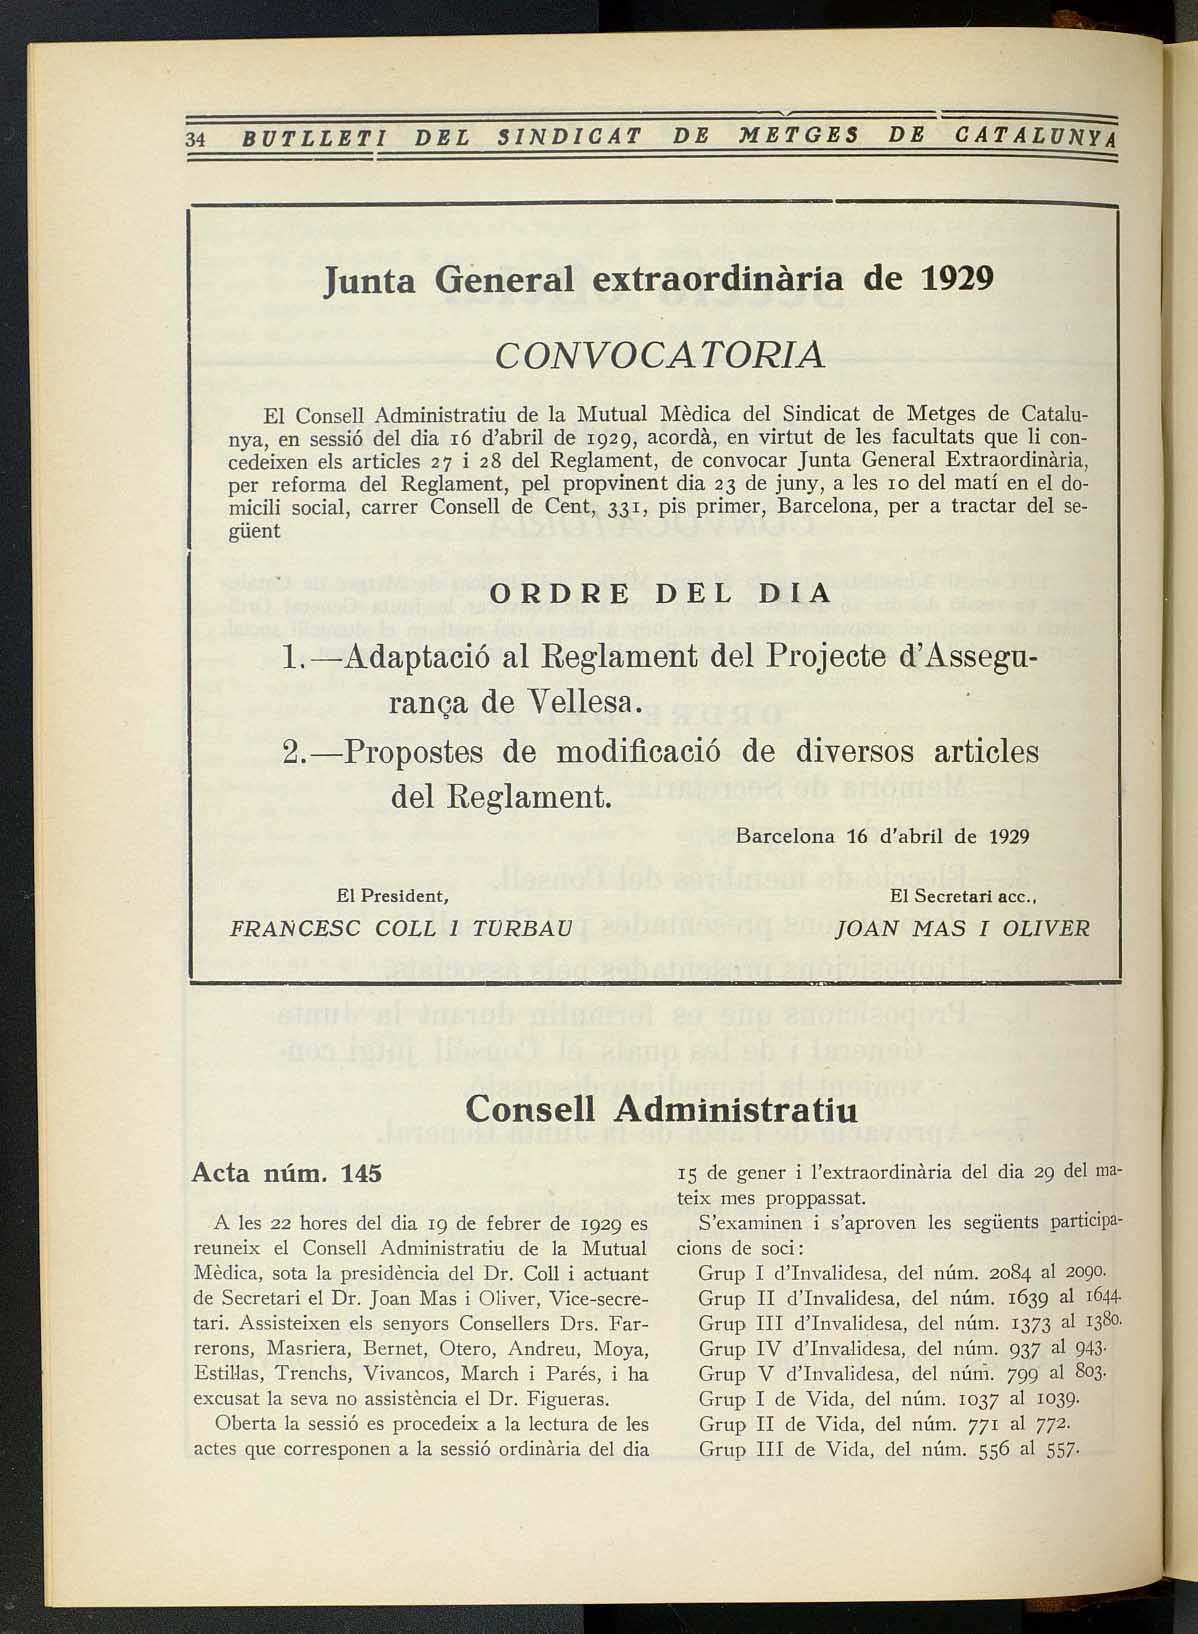 34 BUTLLETI DEL SINDICAT DE METGES DE CATALUNYA
Junta General extraordinària de 1929
CONVOCATORIA
El Consell Administratiu de la Mutual Mèdica del Sindicat de Metges de Catalu-
nya, en sessió del dia 16 d'abril de 1929, acordà, en virtut de les facultats que li con-
cedeixen els articles 27 i 28 del Reglament, de convocar Junta General Extraordinària,
per reforma del Reglament, pel propvinent dia 23 de juny, a les 10 del matí en el do-
micili social, carrer Consell de Cent, 331, pis primer, Barcelona, per a tractar del se-
güent
ORDRE DEL DIA
1.—Adaptació al Reglament del Projecte d'Assegu-
rança de Vellesa.
2.—Propostes de modificació de diversos articles
del Reglament.
Barcelona 16 d'abril de 1929
El President,
FRANCESC COLL I TURBAU
El Secretari acc.,
JOAN MAS I OLIVER
Consell Administratiu
Acta núm. 145
A les 22 hores del dia 19 de febrer de 1929 es
reuneix el Consell Administratiu de la Mutual
Mèdica, sota la presidència del Dr. Coll i actuant
de Secretari el Dr. Joan Mas i Oliver, Vice-secre-
tari. Assisteixen els senyors Consellers Drs. Far-
rerons, Masriera, Bernet, Otero, Andreu, Moya,
Estil·las, Trenchs, Vivancos, March i Parés, i ha
excusat la seva no assistència el Dr. Figueras.
Oberta la sessió es procedeix a la lectura de les
actes que corresponen a la sessió ordinària del dia
15 de gener i l'extraordinària del dia 29 del ma-
teix mes proppassat.
S'examinen i s'aproven les següents participa-
cions de soci:
Grup I d'Invalidesa, del núm. 2084 al 2090.
Grup II d'Invalidesa, del núm. 1639 al 1644.
Grup III d'Invalidesa, del núm. 1373 al 1380.
Grup IV d'Invalidesa, del núm. 937 al 943.
Grup V d'Invalidesa, del núm. 799 al 803.
Grup I de Vida, del núm. 1037 al 1039.
Grup II de Vida, del núm. 771 al 772.
Grup III de Vida, del núm. 556 al 557.